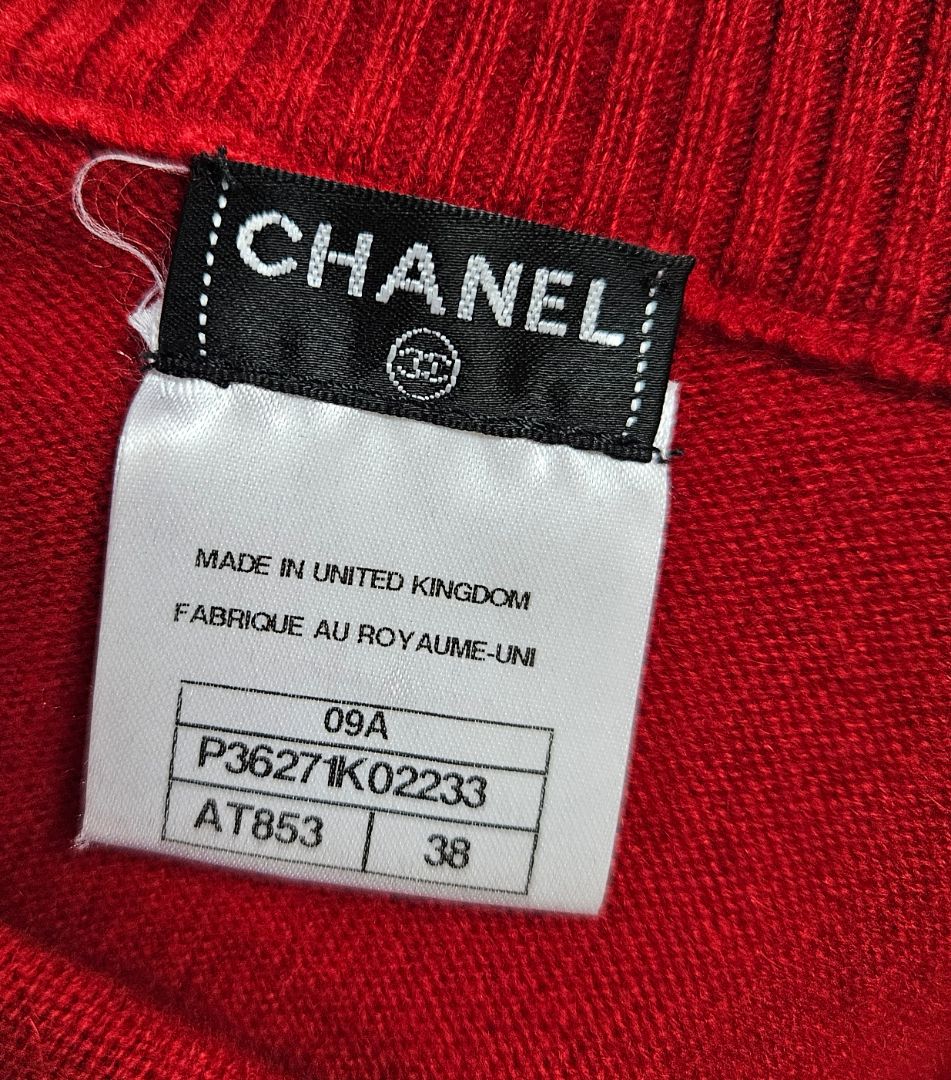 CHANEL
MADE IN UNITED KINGDOM
FABRIQUE AU ROYAUME-UNI
09A
P36271K02233
AT853 38